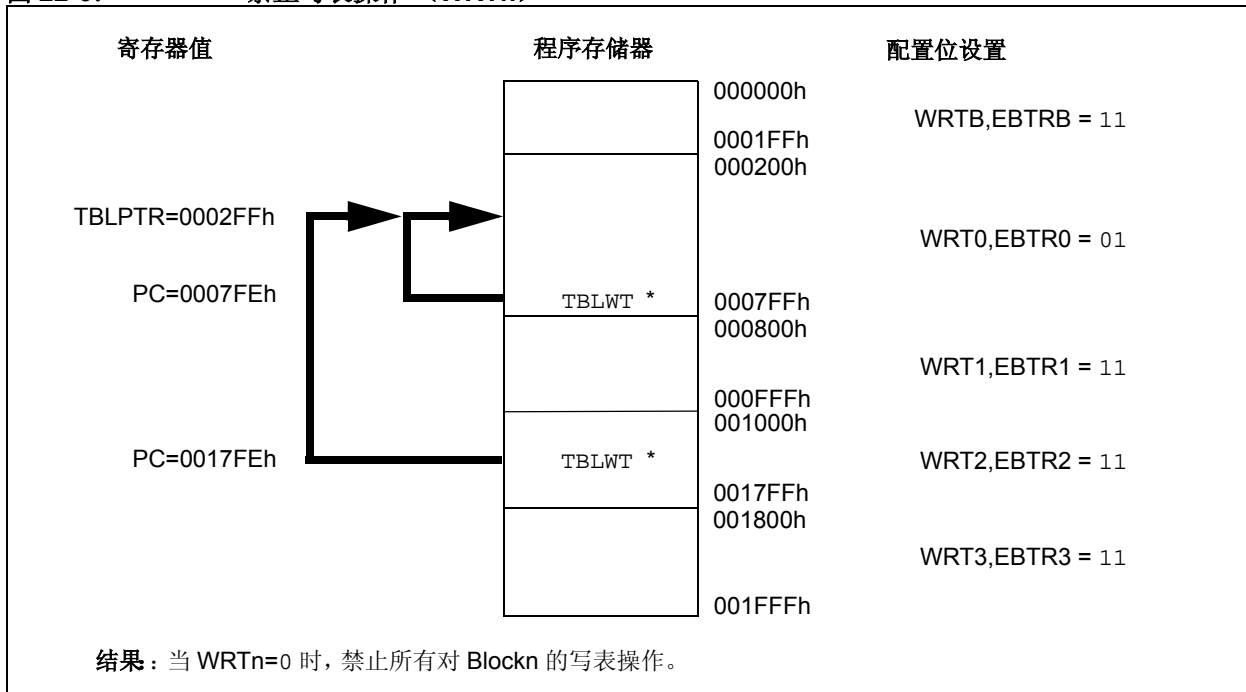 寄存器值 程序存储器 配置位设置
000000h
WRTB,EBTRB = 11
0001FFh
000200h
TBLPTR=0002FFh
WRT0,EBTR0 = 01
PC=0007FEh TBLWT * 0007FFh
000800h
WRT1,EBTR1 = 11
000FFFh
001000h
PC=0017FEh TBLWT * WRT2,EBTR2 = 11
0017FFh
001800h
WRT3,EBTR3 = 11
001FFFh
结果：当 WRTn=0 时，禁止所有对 Blockn 的写表操作。